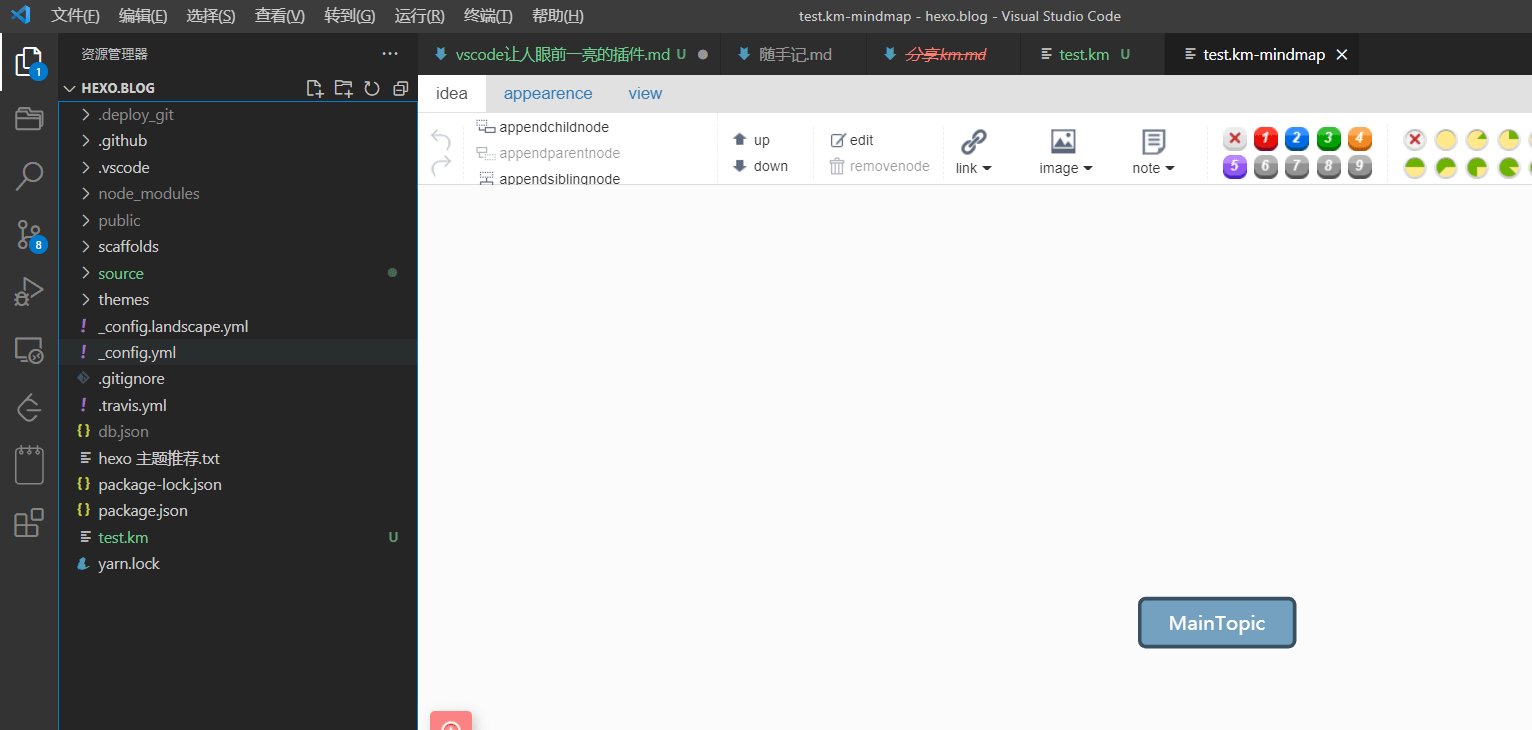 文件(F) 编辑(E) 选择(S) 查看(V) 转到(G) 运行(R) 终端(T) 帮助(H) test.km-mindmap - hexo.blog - Visual Studio Code
资源管理器 ···
vscode让人眼前一亮的插件.md U 随手记.md 分享km.md test.km U test.km-mindmap
HEXO.BLOG
1
8
.deploy_git
.github
.vscode
node_modules
public
scaffolds
source
themes
_config.landscape.yml
_config.yml
.gitignore
.travis.yml
db.json
hexo 主题推荐.txt
package-lock.json
package.json
test.km U
yarn.lock
idea appearence view
appendchildnode
appendparentnode
appendsiblingnode
up
down
edit
removenode
link
image
note
1 2 3 4
5 6 7 8 9
MainTopic